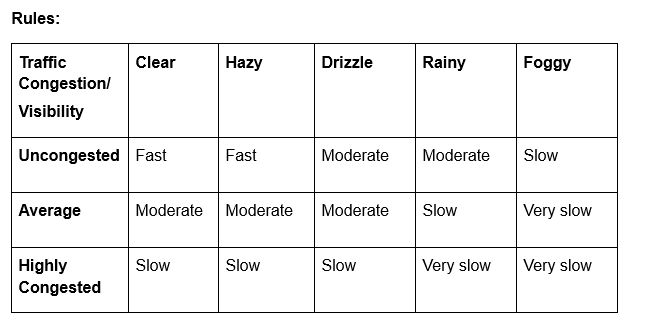 Rules:
Traffic Congestion/ Visibility Clear Hazy Drizzle Rainy Foggy
Uncongested Fast Fast Moderate Moderate Slow
Average Moderate Moderate Moderate Slow Very slow
Highly Congested Slow Slow Slow Very slow Very slow